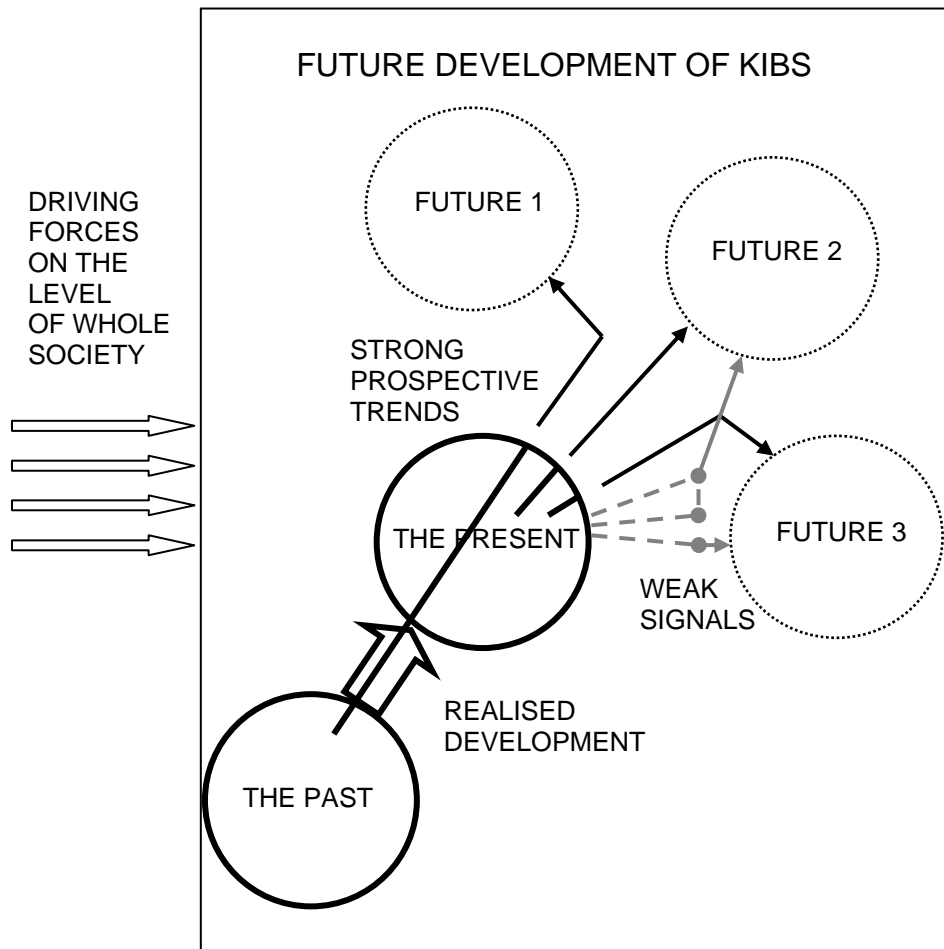 FUTURE DEVELOPMENT OF KIBS
DRIVING
FORCES
ON THE
LEVEL
OF WHOLE
SOCIETY
FUTURE 1
FUTURE 2
STRONG
PROSPECTIVE
TRENDS
THE PRESENT
FUTURE 3
WEAK
SIGNALS
REALISED
DEVELOPMENT
THE PAST